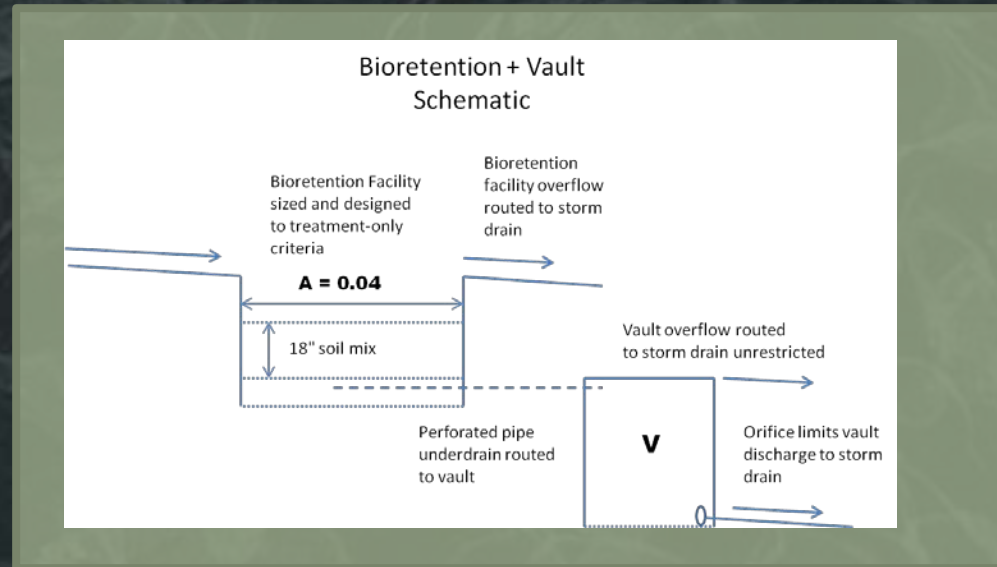 Bioretention + Vault
Schematic
Bioretention Facility
sized and designed
to treatment-only
criteria
A = 0.04
18" soil mix
Bioretention
facility overflow
routed to storm
drain
Perforated pipe
underdrain routed
to vault
Vault overflow routed
to storm drain unrestricted
V
Orifice limits vault
discharge to storm
drain